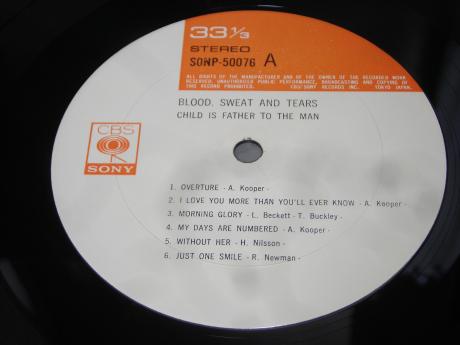 33 1/3
STEREO
SONP-50076 A
ALL RIGHTS OF THE MANUFACTURER AND OF THE OWNER OF THE RECORDED WORK
RESERVED. UNAUTHORIZED PUBLIC PERFORMANCE, BROADCASTING AND COPYING OF
THIS RECORD PROHIBITED. CBS/SONY RECORDS INC. TOKYO JAPAN.
BLOOD, SWEAT AND TEARS
CHILD IS FATHER TO THE MAN
CBS
SONY
1. OVERTURE - A. Kooper -
2. I LOVE YOU MORE THAN YOU'LL EVER KNOW - A. Kooper -
3. MORNING GLORY - L. Beckett - T. Buckley -
4. MY DAYS ARE NUMBERED - A. Kooper -
5. WITHOUT HER - H. Nilsson -
6. JUST ONE SMILE - R. Newman -